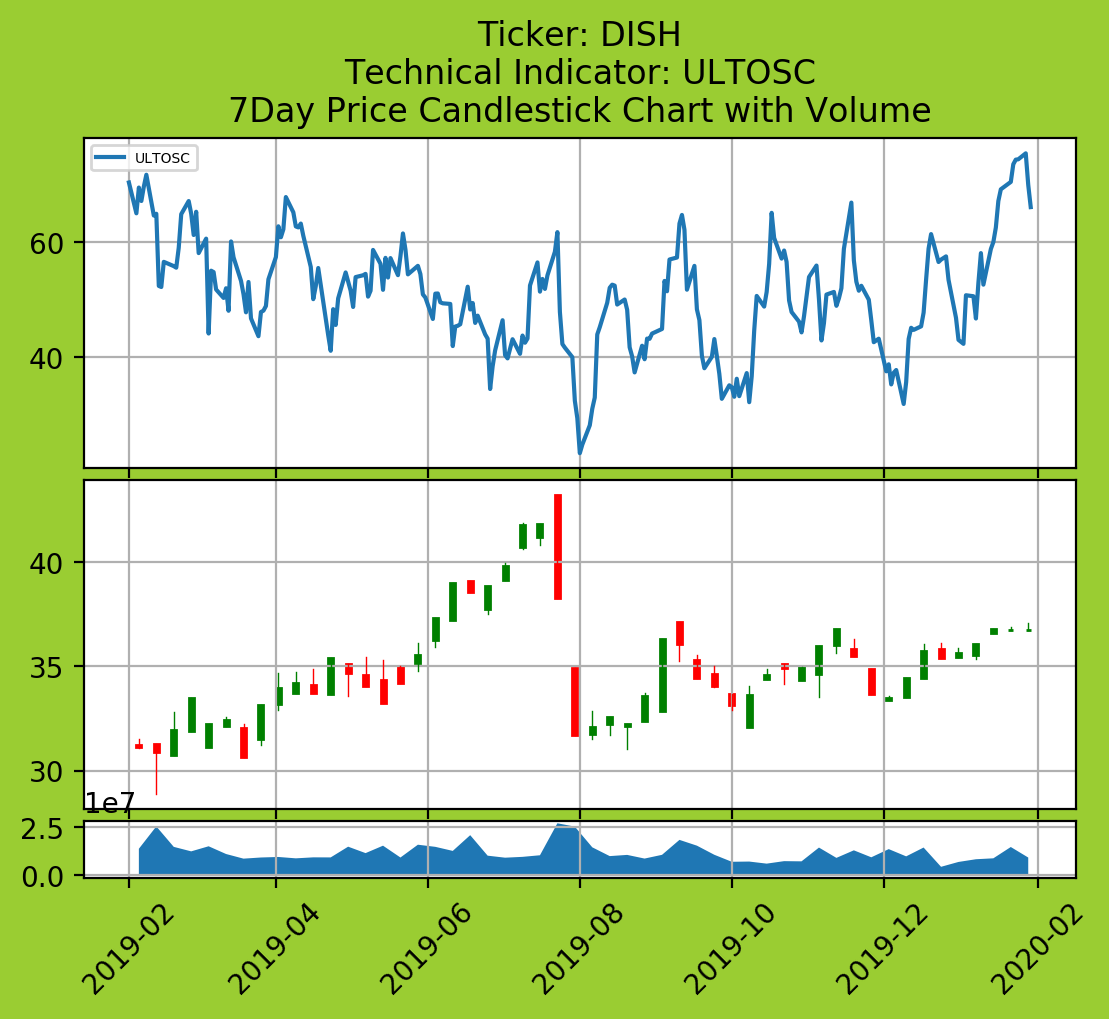 Ticker: DISH
Technical Indicator: ULTOSC
7Day Price Candlestick Chart with Volume
ULTOSC
60
40
40
35
30
1e7
2.5
0.0
2019-02
2019-04
2019-06
2019-08
2019-10
2019-12
2020-02